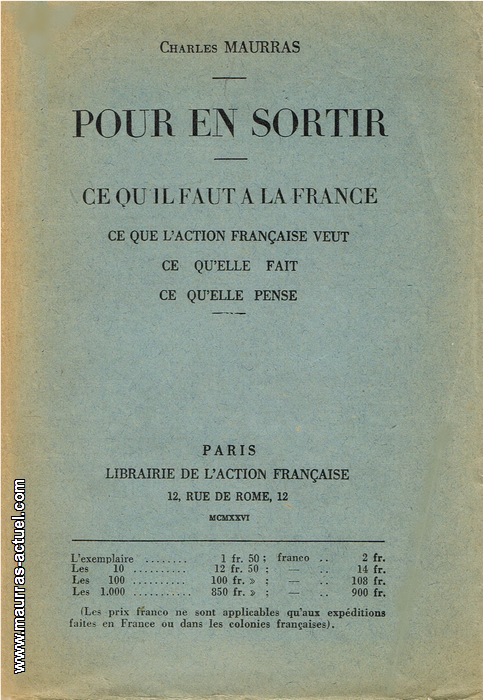 CHARLES MAURRAS
POUR EN SORTIR
CE QU'IL FAUT A LA FRANCE
CE QUE L'ACTION FRANÇAISE VEUT
CE QU'ELLE FAIT
CE QU'ELLE PENSE
PARIS
LIBRAIRIE DE L'ACTION FRANÇAISE
12, RUE DE ROME, 12
MCMXXVI
L'exemplaire ........ 1 fr. 50 : franco .. 2 fr.
Les 10 ........... 12 fr. 50 : — .. 14 fr.
Les 100 .......... 100 fr. » : — .. 108 fr.
Les 1.000 ........... 850 fr. » : — .. 900 fr.
(Les prix franco ne sont applicables qu'aux expéditions
faites en France ou dans les colonies françaises).
www.maurras-actuel.com